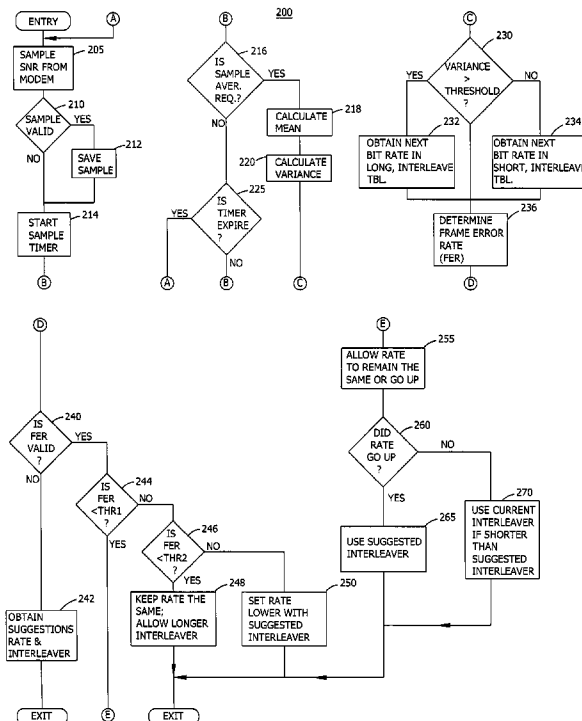 200
ENTRY
A
205
SAMPLE
SNR FROM
MODEM
210
SAMPLE
VALID
?
YES
NO
212
SAVE
SAMPLE
214
START
SAMPLE
TIMER
B
B
216
IS
SAMPLE
AVER.
REQ.?
YES
NO
218
CALCULATE
MEAN
220
CALCULATE
VARIANCE
225
IS
TIMER
EXPIRE
?
YES
NO
A
B
C
C
230
VARIANCE
>
THRESHOLD
?
YES
NO
232
OBTAIN NEXT
BIT RATE IN
LONG, INTERLEAVE
TBL.
234
OBTAIN NEXT
BIT RATE IN
SHORT, INTERLEAVE
TBL.
236
DETERMINE
FRAME ERROR
RATE
(FER)
D
D
240
IS
FER
VALID
?
YES
NO
242
OBTAIN
SUGGESTIONS
RATE &
INTERLEAVER
EXIT
244
IS
FER
<THR1
?
NO
YES
E
246
IS
FER
<THR2
?
NO
YES
248
KEEP RATE THE
SAME;
ALLOW LONGER
INTERLEAVER
250
SET RATE
LOWER WITH
SUGGESTED
INTERLEAVER
EXIT
E
255
ALLOW RATE
TO REMAIN THE
SAME OR GO UP
260
DID
RATE
GO UP
?
NO
YES
265
USE SUGGESTED
INTERLEAVER
270
USE CURRENT
INTERLEAVER
IF SHORTER
THAN
SUGGESTED
INTERLEAVER